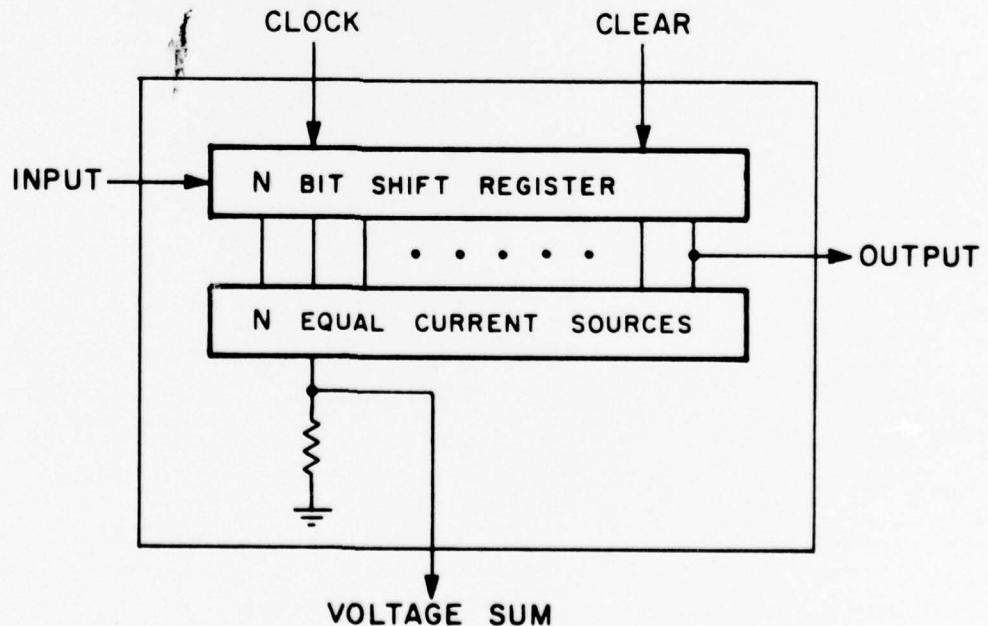 CLOCK
CLEAR
INPUT
N BIT SHIFT REGISTER
OUTPUT
N EQUAL CURRENT SOURCES
VOLTAGE SUM